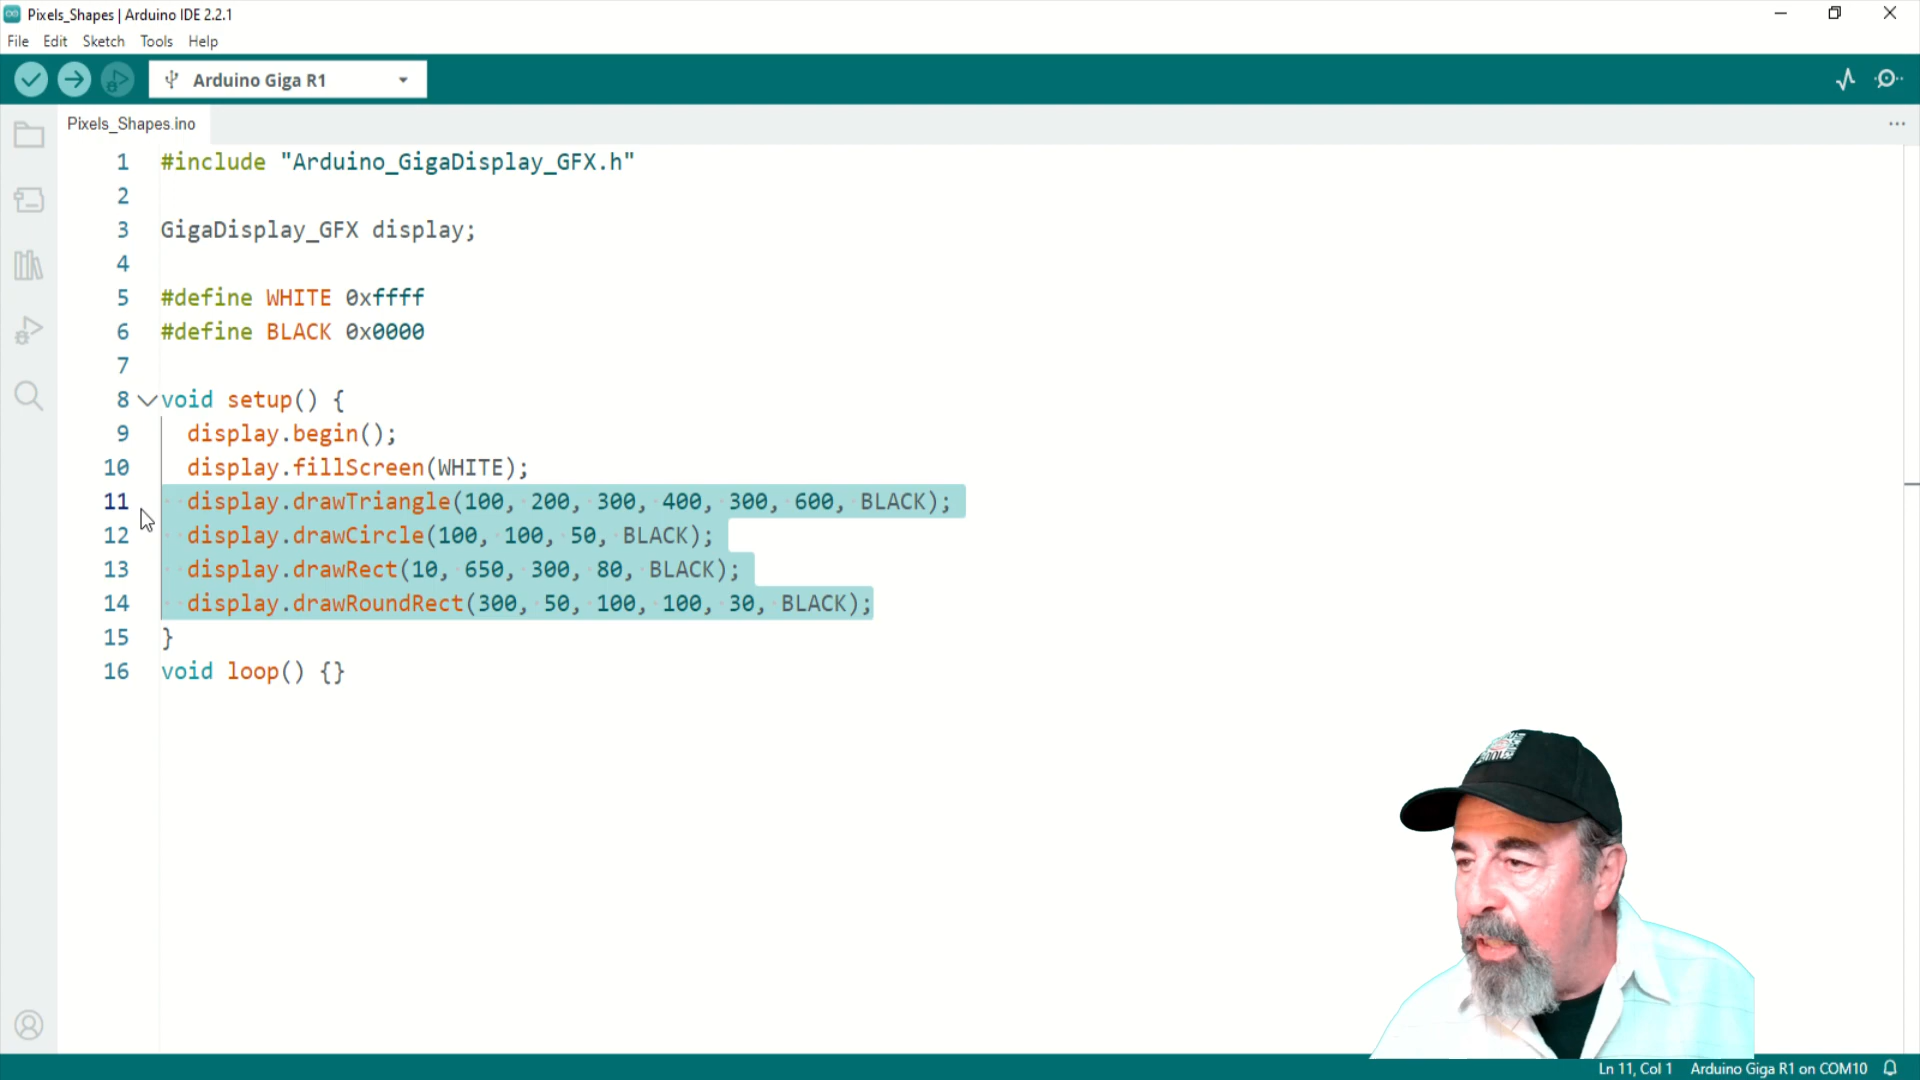 Pixels_Shapes | Arduino IDE 2.2.1
File Edit Sketch Tools Help
Arduino Giga R1
Pixels_Shapes.ino
1 #include "Arduino_GigaDisplay_GFX.h"
2
3 GigaDisplay_GFX display;
4
5 #define WHITE 0xffff
6 #define BLACK 0x0000
7
8 void setup() {
9 display.begin();
10 display.fillScreen(WHITE);
11 display.drawTriangle(100, 200, 300, 400, 300, 600, BLACK);
12 display.drawCircle(100, 100, 50, BLACK);
13 display.drawRect(10, 650, 300, 80, BLACK);
14 display.drawRoundRect(300, 50, 100, 100, 30, BLACK);
15 }
16 void loop() {}
Ln 11, Col 1 Arduino Giga R1 on COM10